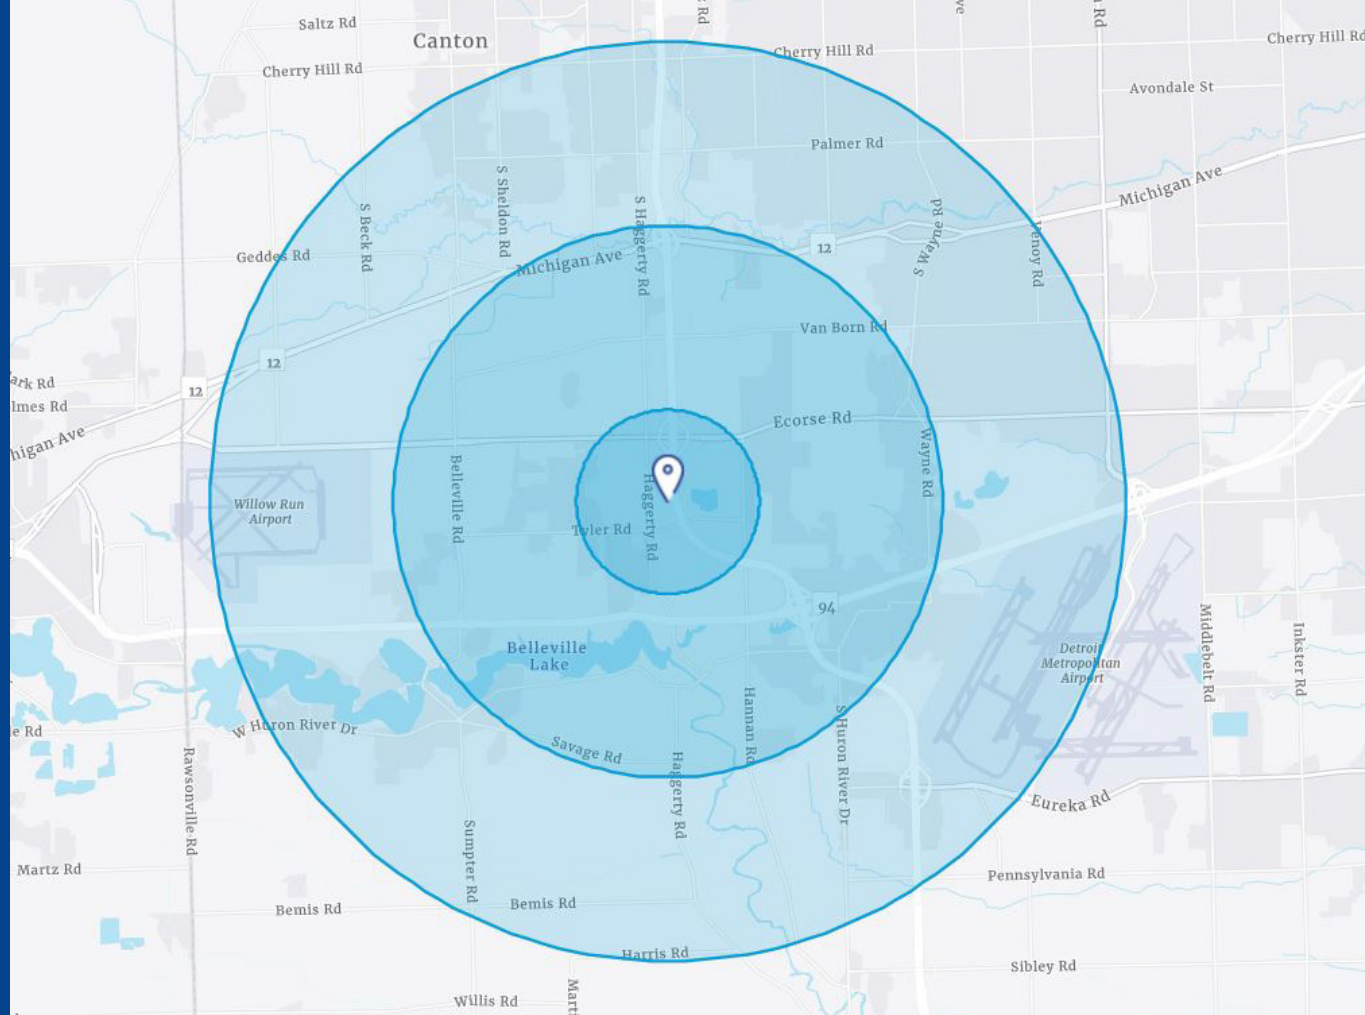 Saltz Rd
Canton
Cherry Hill Rd
Cherry Hill Rd
Cherry Hill Rd
Avondale St
Palmer Rd
Michigan Ave
S Sheldon Rd
S Beck Rd
S Haggerty Rd
S Wayne Rd
Venoy Rd
12
Geddes Rd
Michigan Ave
Van Born Rd
12
12
Ecorse Rd
Belleville Rd
Haggerty Rd
Wayne Rd
Willow Run
Airport
Tyler Rd
94
Belleville
Lake
Detroit
Metropolitan
Airport
Middlebelt Rd
Inkster Rd
W Huron River Dr
Savage Rd
Hannan Rd
S Huron River Dr
Haggerty Rd
Rawsonville Rd
Eureka Rd
Sumpter Rd
Martz Rd
Pennsylvania Rd
Bemis Rd
Bemis Rd
Harris Rd
Sibley Rd
Willis Rd